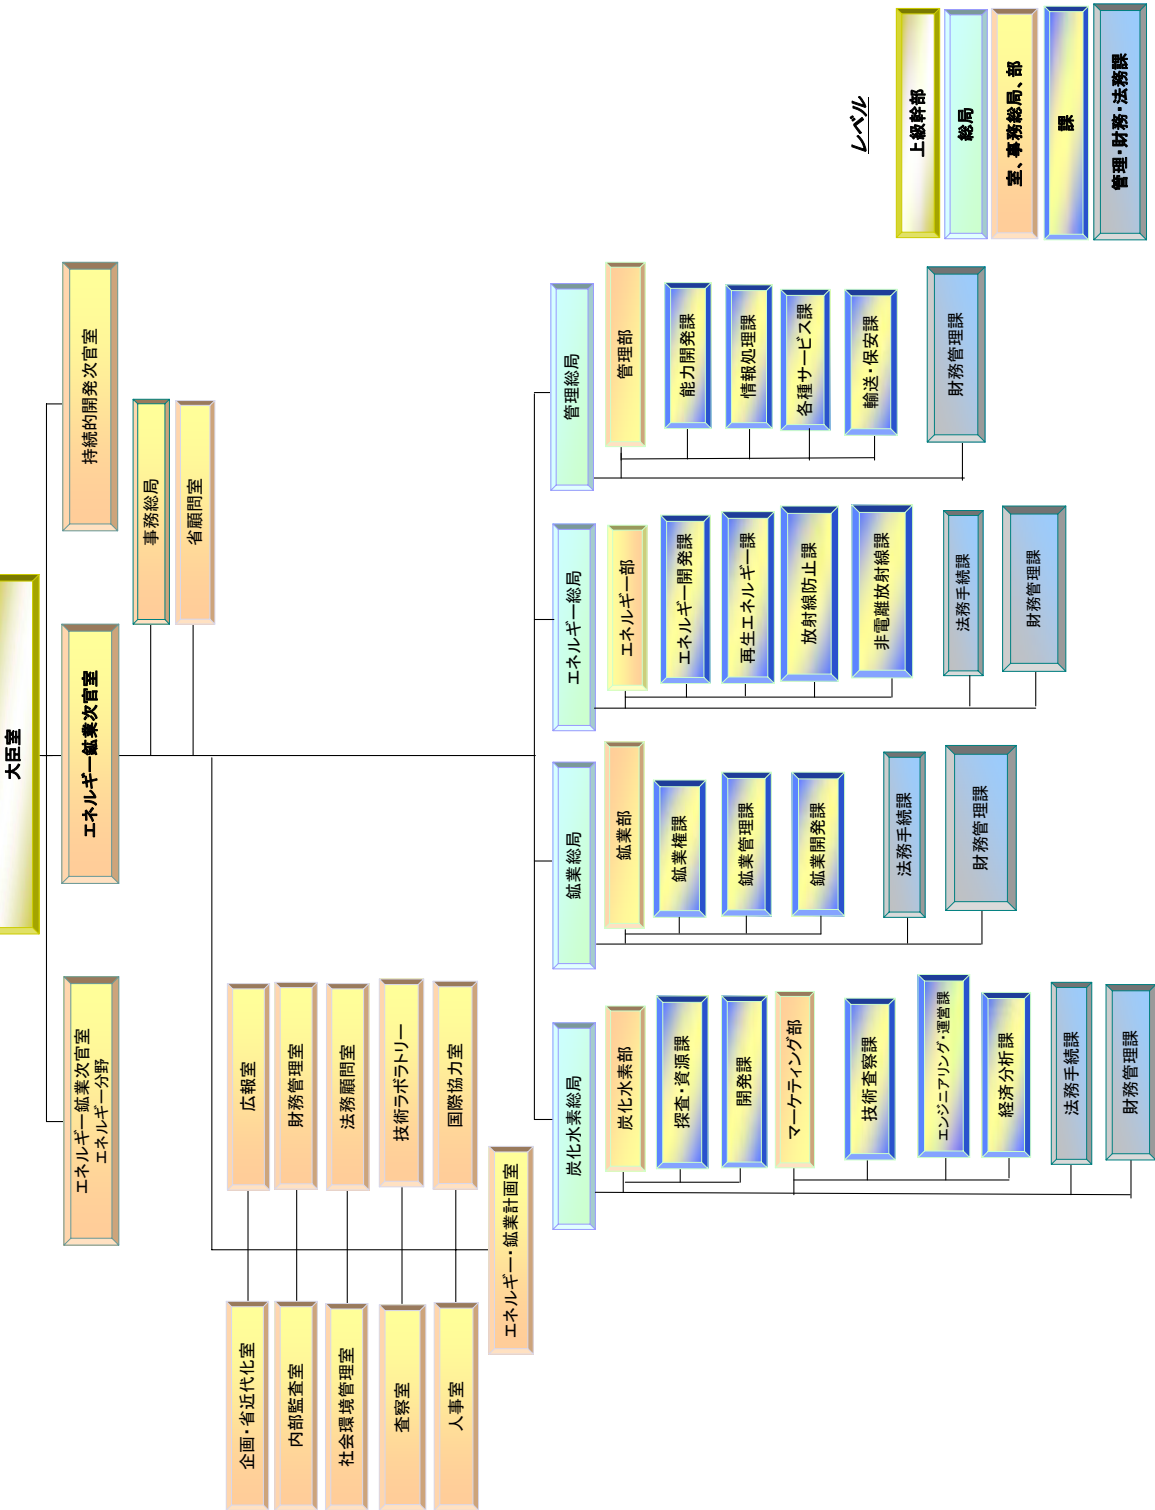 大臣室
エネルギー鉱業次官室
エネルギー分野
エネルギー鉱業次官室
持続的開発次官室
事務総局
省顧問室
企画・省近代化室
広報室
内部監査室
財務管理室
社会環境管理室
法務顧問室
査察室
技術ラボラトリー
人事室
国際協力室
エネルギー・鉱業計画室
炭化水素総局
炭化水素部
探査・資源課
開発課
マーケティング部
技術査察課
エンジニアリング・運営課
経済分析課
法務手続課
財務管理課
鉱業総局
鉱業部
鉱業権課
鉱業管理課
鉱業開発課
法務手続課
財務管理課
エネルギー総局
エネルギー部
エネルギー開発課
再生エネルギー課
放射線防止課
非電離放射線課
法務手続課
財務管理課
管理総局
管理部
能力開発課
情報処理課
各種サービス課
輸送・保安課
財務管理課
レベル
上級幹部
総局
室、事務総局、部
課
管理・財務・法務課